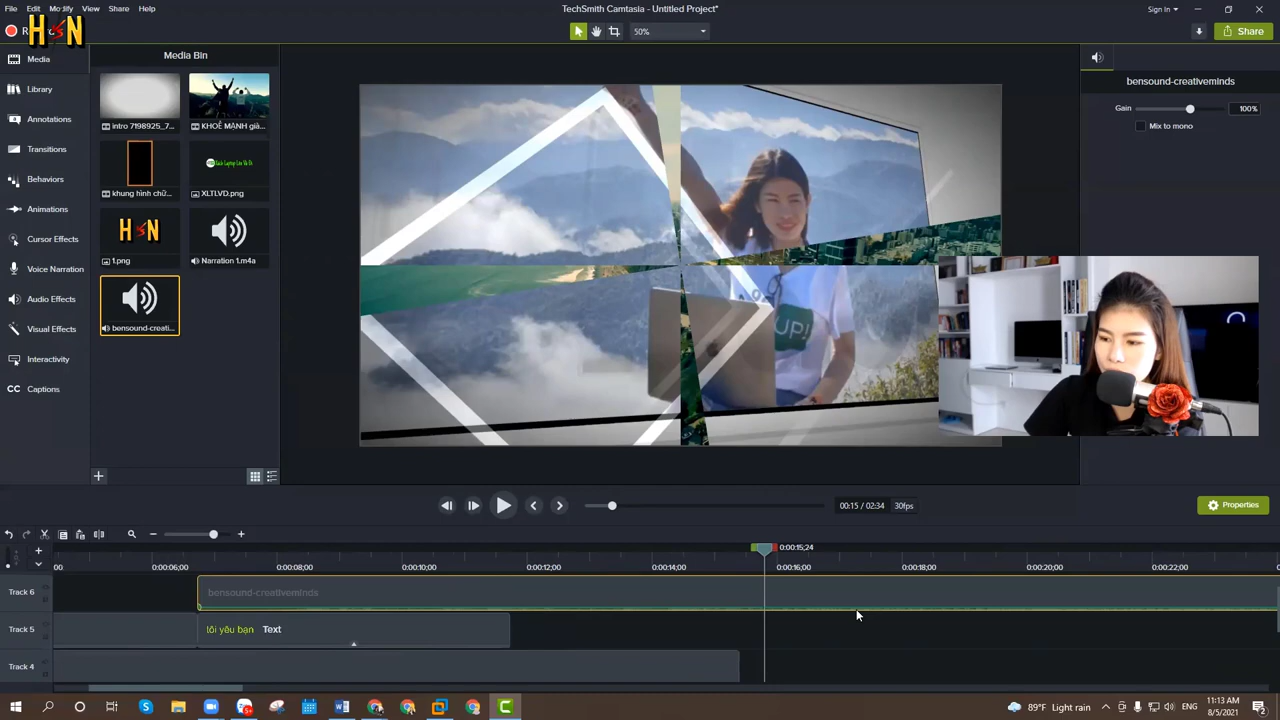 File Edit Modify View Share Help
TechSmith Camtasia - Untitled Project*
Sign In
HSN
50%
Share
Media
Library
Annotations
Transitions
Behaviors
Animations
Cursor Effects
Voice Narration
Audio Effects
Visual Effects
Interactivity
CC Captions
Media Bin
intro 7198925_7...
KHOẺ MẠNH già...
khung hình chữ...
XLTLVD.png
HSN
1.png
Narration 1.m4a
bensound-creati...
UP!
bensound-creativeminds
Gain 100%
Mix to mono
00:15 / 02:34 30fps
Properties
0:00:15;24
0:00:06;00 0:00:08;00 0:00:10;00 0:00:12;00 0:00:14;00 0:00:16;00 0:00:18;00 0:00:20;00 0:00:22;00
Track 6
bensound-creativeminds
Track 5
tôi yêu bạn Text
Track 4
89°F Light rain
11:13 AM
8/5/2021